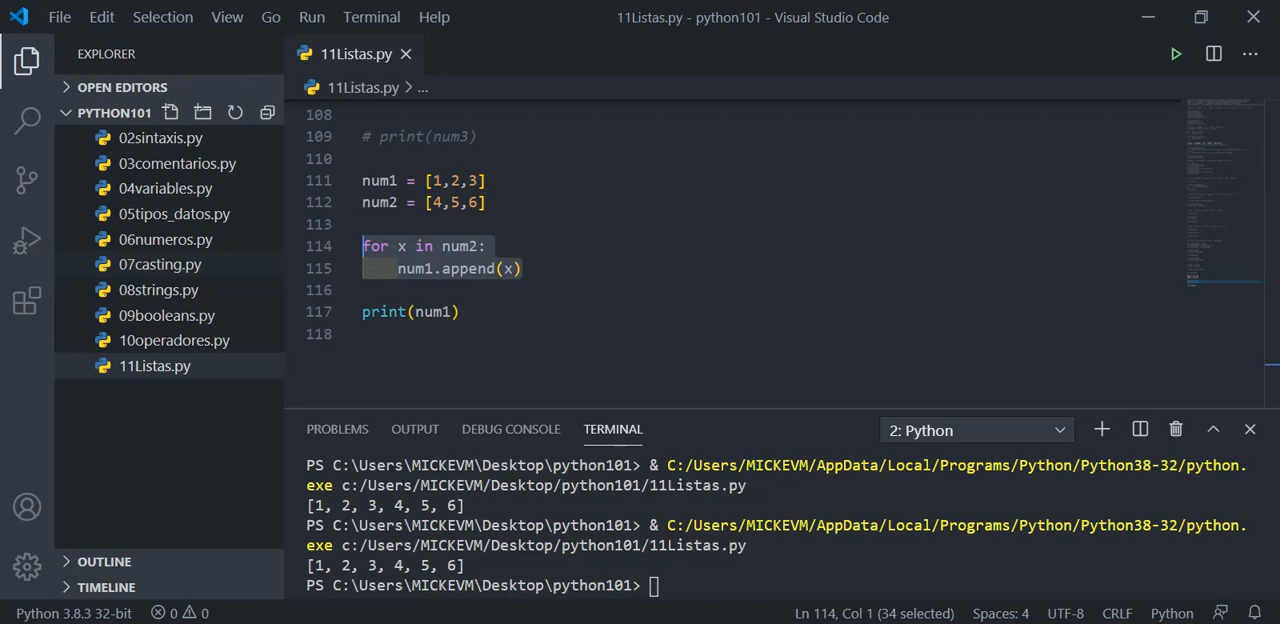 File Edit Selection View Go Run Terminal Help 11Listas.py - python101 - Visual Studio Code
EXPLORER
OPEN EDITORS
PYTHON101
02sintaxis.py
03comentarios.py
04variables.py
05tipos_datos.py
06numeros.py
07casting.py
08strings.py
09booleans.py
10operadores.py
11Listas.py
OUTLINE
TIMELINE
11Listas.py
11Listas.py > ...
108
109 # print(num3)
110
111 num1 = [1,2,3]
112 num2 = [4,5,6]
113
114 for x in num2:
115     num1.append(x)
116
117 print(num1)
118
PROBLEMS OUTPUT DEBUG CONSOLE TERMINAL 2: Python
PS C:\Users\MICKEVM\Desktop\python101> & C:/Users/MICKEVM/AppData/Local/Programs/Python/Python38-32/python.
exe c:/Users/MICKEVM/Desktop/python101/11Listas.py
[1, 2, 3, 4, 5, 6]
PS C:\Users\MICKEVM\Desktop\python101> & C:/Users/MICKEVM/AppData/Local/Programs/Python/Python38-32/python.
exe c:/Users/MICKEVM/Desktop/python101/11Listas.py
[1, 2, 3, 4, 5, 6]
PS C:\Users\MICKEVM\Desktop\python101>
Python 3.8.3 32-bit 0 0 Ln 114, Col 1 (34 selected) Spaces: 4 UTF-8 CRLF Python